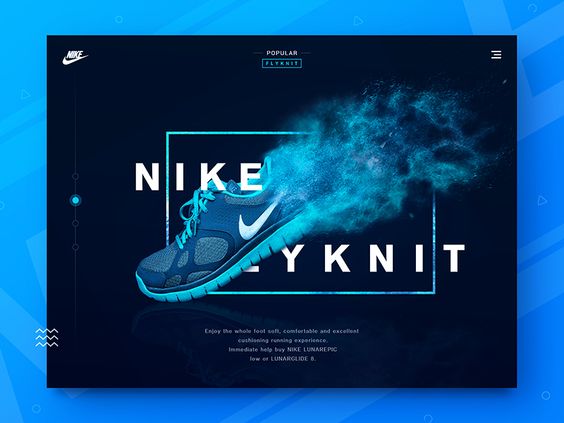 NIKE
POPULAR
FLYKNIT
NIKE
LYKNIT
Enjoy the whole foot soft, comfortable and excellent
cushioning running experience.
Immediate help buy NIKE LUNAREPIC
low or LUNARGLIDE 8.